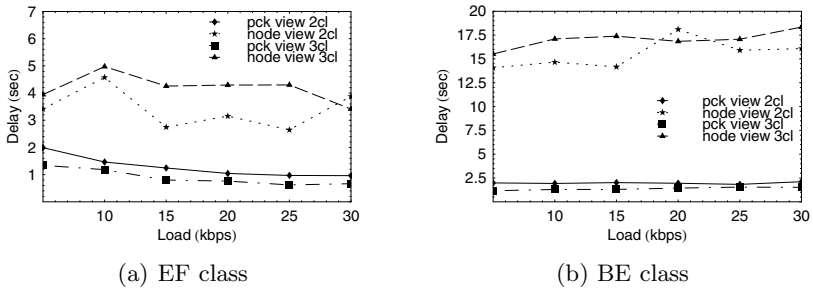 7
6
5
4
3
2
1
Delay (sec)
10 15 20 25 30
Load (kbps)
pck view 2cl
node view 2cl
pck view 3cl
node view 3cl
(a) EF class
20
17.5
15
12.5
10
7.5
5
2.5
Delay (sec)
10 15 20 25 30
Load (kbps)
pck view 2cl
node view 2cl
pck view 3cl
node view 3cl
(b) BE class